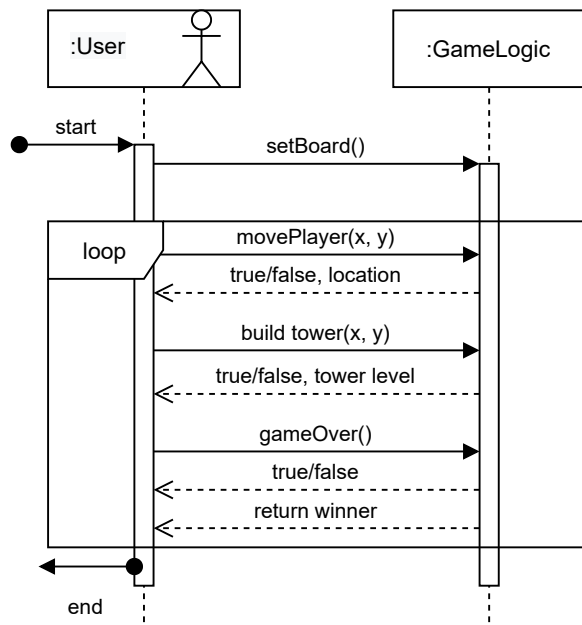 :User
:GameLogic
start
setBoard()
loop
movePlayer(x, y)
true/false, location
build tower(x, y)
true/false, tower level
gameOver()
true/false
return winner
end